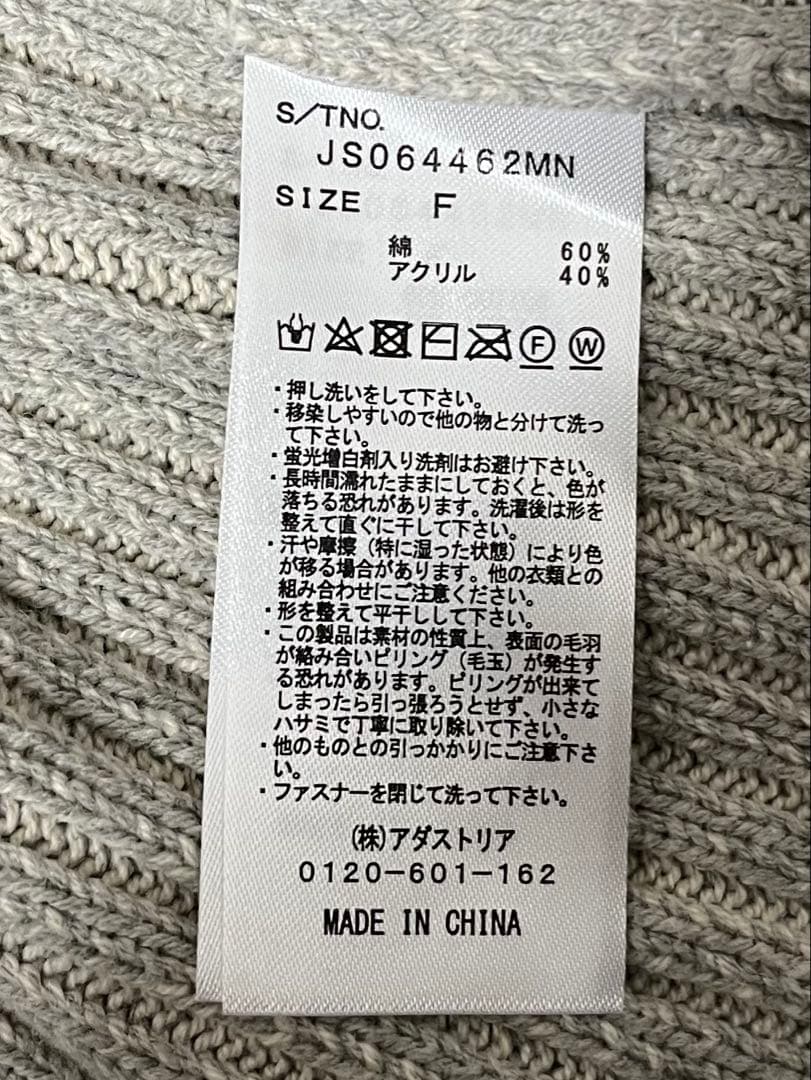 S/TNO.
JS064462MN
SIZE F
綿 60%
アクリル 40%
F W
・押し洗いをして下さい。
・移染しやすいので他の物と分けて洗っ
て下さい。
・蛍光増白剤入り洗剤はお避け下さい。
・長時間濡れたままにしておくと、色が
落ちる恐れがあります。洗濯後は形を
整えて直ぐに干して下さい。
・汗や摩擦（特に湿った状態）により色
が移る場合があります。他の衣類との
組み合わせにご注意ください。
・形を整えて平干しして下さい。
・この製品は素材の性質上、表面の毛羽
が絡み合いピリング（毛玉）が発生す
る恐れがあります。ピリングが出来て
しまったら引っ張ろうとせず、小さな
ハサミで丁寧に取り除いて下さい。
・他のものとの引っかかりにご注意下さ
い。
・ファスナーを閉じて洗って下さい。
(株)アダストリア
0120-601-162
MADE IN CHINA